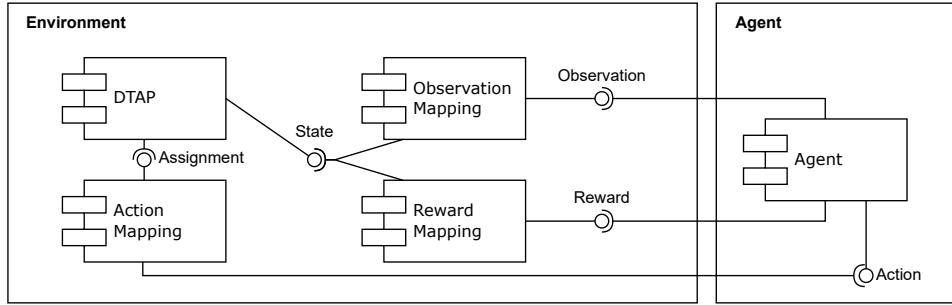 Environment
Agent
DTAP
Observation
Mapping
Observation
State
Assignment
Agent
Action
Mapping
Reward
Mapping
Reward
Action